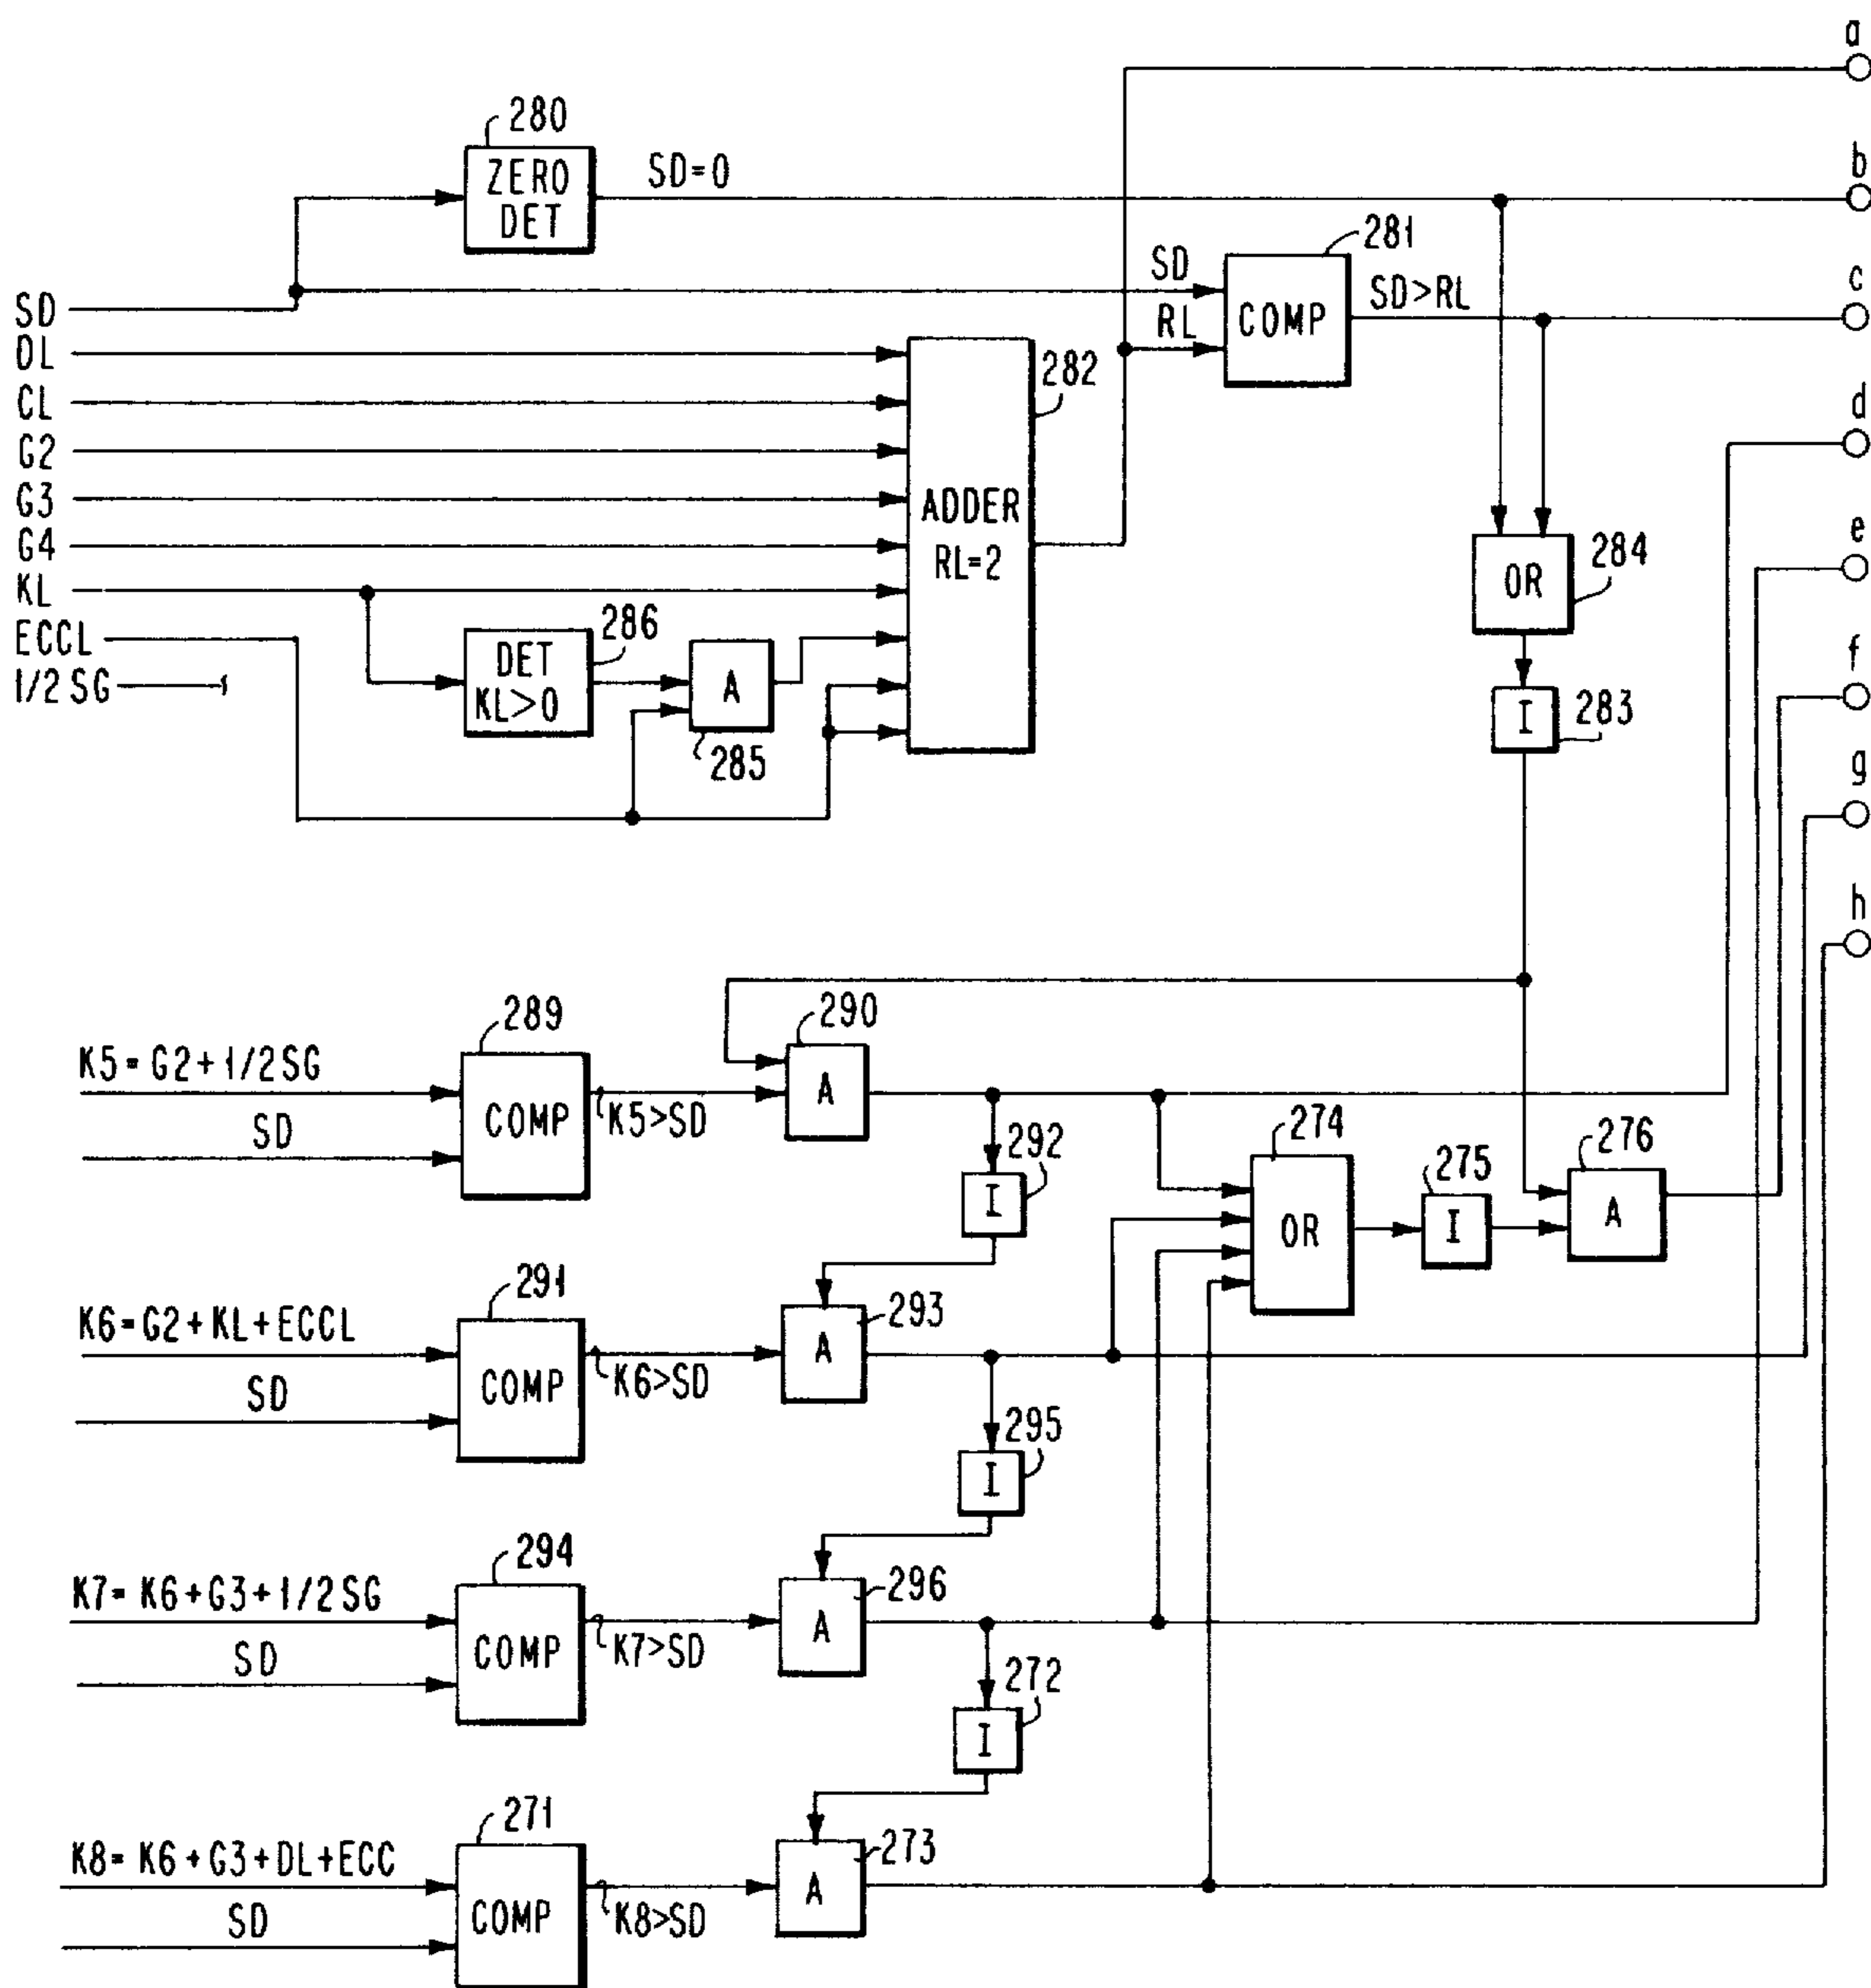 a
280
ZERO
DET
SD=0
b
281
SD
RL
COMP
SD>RL
c
SD
DL
CL
G2
G3
G4
KL
ECCL
1/2 SG
282
ADDER
RL=2
d
286
DET
KL>0
A
285
OR
284
e
I
283
f
g
h
K5=G2+1/2SG
SD
289
COMP
K5>SD
290
A
292
I
274
OR
275
I
276
A
K6=G2+KL+ECCL
SD
291
COMP
K6>SD
293
A
295
I
K7=K6+G3+1/2SG
SD
294
COMP
K7>SD
296
A
272
I
K8=K6+G3+DL+ECC
SD
271
COMP
K8>SD
273
A